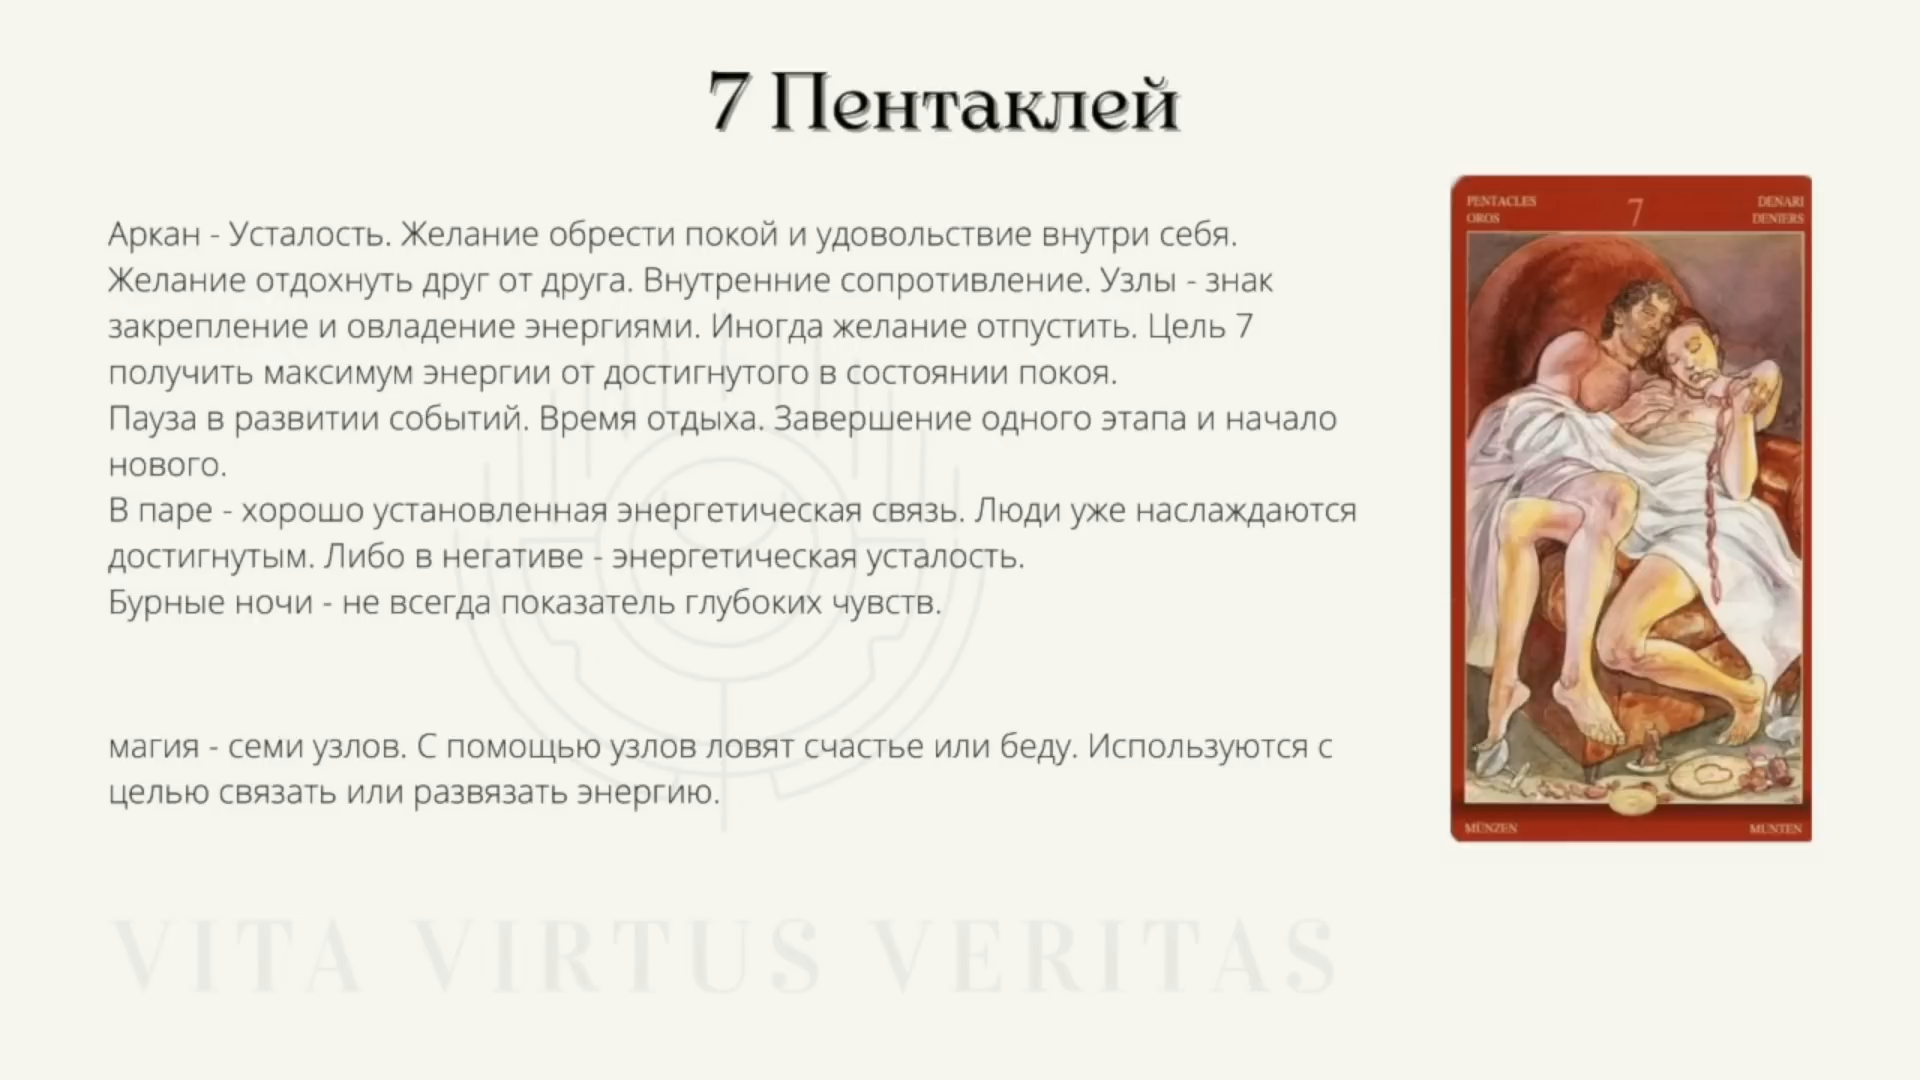 7 Пентаклей
Аркан - Усталость. Желание обрести покой и удовольствие внутри себя.
Желание отдохнуть друг от друга. Внутренние сопротивление. Узлы - знак
закрепление и овладение энергиями. Иногда желание отпустить. Цель 7
получить максимум энергии от достигнутого в состоянии покоя.
Пауза в развитии событий. Время отдыха. Завершение одного этапа и начало
нового.
В паре - хорошо установленная энергетическая связь. Люди уже наслаждаются
достигнутым. Либо в негативе - энергетическая усталость.
Бурные ночи - не всегда показатель глубоких чувств.
магия - семи узлов. С помощью узлов ловят счастье или беду. Используются с
целью связать или развязать энергию.
VITA VIRTUS VERITAS
PENTACLES
OROS
7
DENARI
DENIERS
MÜNZEN
MUNTEN